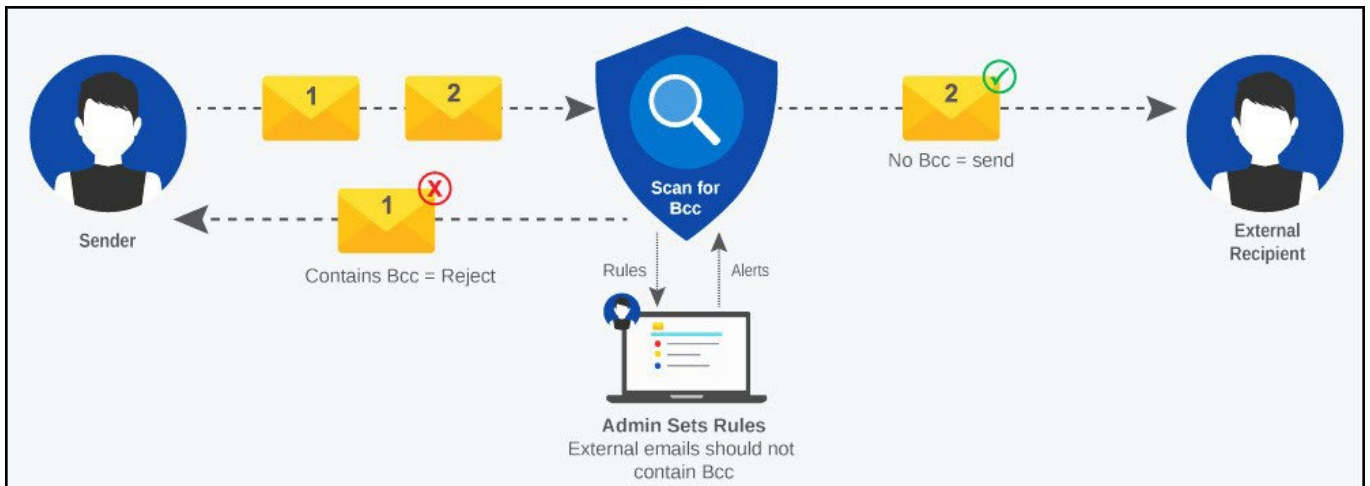 1
2
Scan for
Bcc
2
No Bcc = send
1
Sender
Contains Bcc = Reject
External
Recipient
Rules
Alerts
Admin Sets Rules
External emails should not
contain Bcc